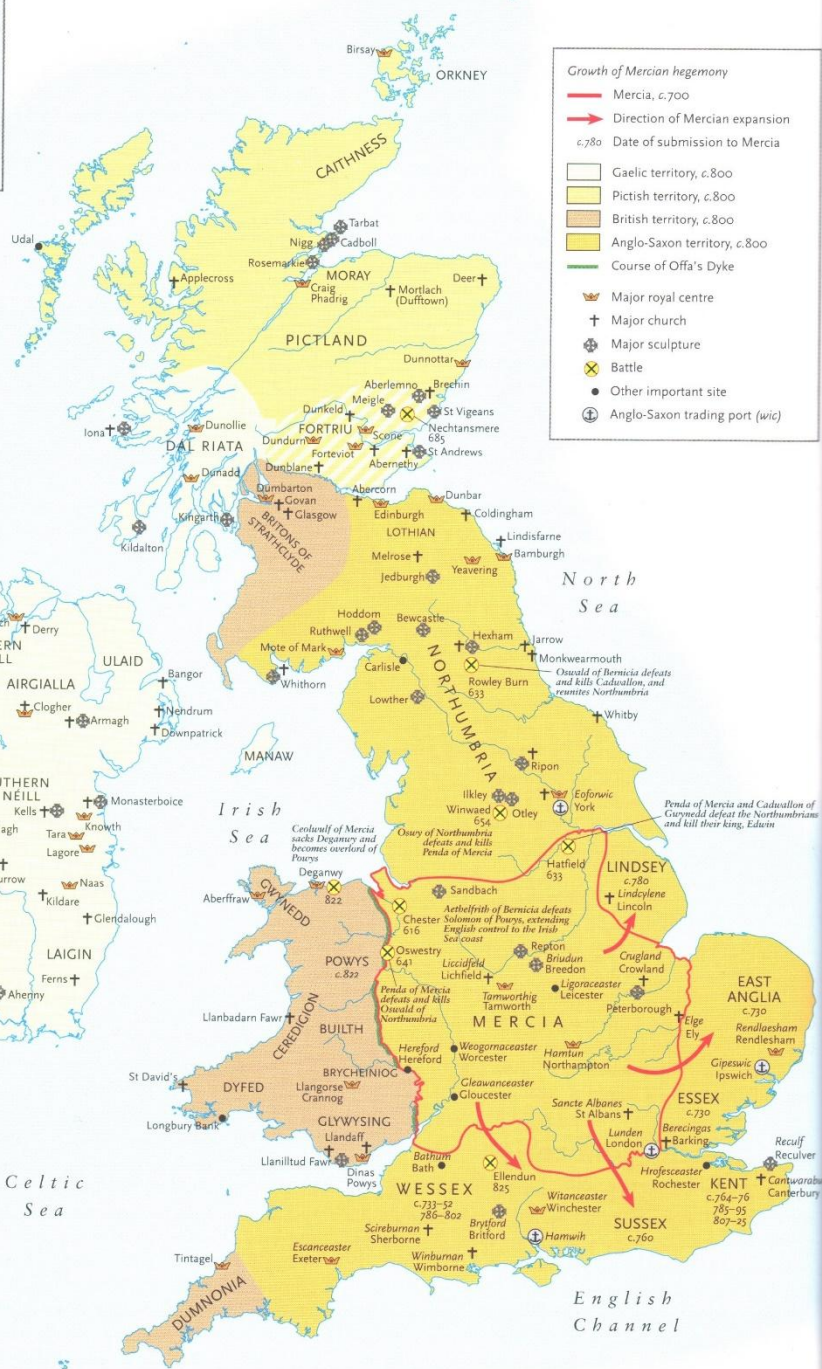 Growth of Mercian hegemony
Mercia, c.700
Direction of Mercian expansion
c.780 Date of submission to Mercia
Gaelic territory, c.800
Pictish territory, c.800
British territory, c.800
Anglo-Saxon territory, c.800
Course of Offa's Dyke
Major royal centre
Major church
Major sculpture
Battle
Other important site
Anglo-Saxon trading port (wic)
Birsay
ORKNEY
CAITHNESS
Udal
Tarbat
Nigg
Cadboll
Rosemarkie
Applecross
MORAY
Craig
Phadrig
Mortlach
(Dufftown)
Deer
PICTLAND
Dunnottar
Aberlemno
Brechin
Meigle
Dunkeld
St Vigeans
Nechtansmere
685
FORTRIU
Dundurn
Scone
Forteviot
Abernethy
St Andrews
Dunblane
Iona
Dunollie
DAL RIATA
Dunadd
Kingarth
Kildalton
Dumbarton
Govan
Glasgow
BRITONS OF
STRATHCLYDE
Abercorn
Edinburgh
Dunbar
Coldingham
LOTHIAN
Lindisfarne
Bamburgh
Melrose
Yeavering
Jedburgh
North
Sea
Hoddom
Ruthwell
Bewcastle
Mote of Mark
Whithorn
Carlisle
Hexham
Jarrow
Monkwearmouth
Rowley Burn
633
Oswald of Bernicia defeats
and kills Cadwallon, and
reunites Northumbria
NORTHUMBRIA
Lowther
Whitby
Ripon
Ilkley
Otley
Winwaed
654
Eoforwic
York
Oswy of Northumbria
defeats and kills
Penda of Mercia
Penda of Mercia and Cadwallon of
Gwynedd defeat the Northumbrians
and kill their king, Edwin
Hatfield
633
Derry
ULAID
AIRGIALLA
Bangor
Clogher
Nendrum
Armagh
Downpatrick
MANAW
Monasterboice
Kells
Knowth
Tara
Lagore
Naas
Kildare
Glendalough
LAIGIN
Ferns
Ahenny
Irish
Sea
Ceolwulf of Mercia
sacks Deganwy and
becomes overlord of
Powys
Deganwy
822
GWYNEDD
Aberffraw
Chester
616
Sandbach
Aethelfrith of Bernicia defeats
Solomon of Powys, extending
English control to the Irish
Sea coast
LINDSEY
c.780
Lindcylene
Lincoln
POWYS
c.822
Oswestry
641
Penda of Mercia
defeats and kills
Oswald of
Northumbria
Liccidfeld
Lichfield
Repton
Briudun
Breedon
Tamworthig
Tamworth
Ligoraceaster
Leicester
Crugland
Crowland
Peterborough
Elge
Ely
MERCIA
EAST
ANGLIA
c.730
Rendlaesham
Rendlesham
Gipeswic
Ipswich
Llanbadarn Fawr
CEREDIGION
BUILTH
Hereford
Hereford
Weogornaceaster
Worcester
Hamtun
Northampton
Gleawanceaster
Gloucester
Sancte Albanes
St Albans
ESSEX
c.730
Berecingas
Barking
Lunden
London
St David's
DYFED
BRYCHEINIOG
Llangorse
Crannog
Longbury Bank
GLYWYSING
Llandaff
Llanilltud Fawr
Dinas
Powys
Bathum
Bath
Ellendun
825
WESSEX
c.733–52
786–802
Witanceaster
Winchester
Hrofesceaster
Rochester
KENT
c.764–76
785–95
807–25
Reculf
Reculver
Canterbury
SUSSEX
c.760
Brytford
Britford
Hamwih
Scireburnan
Sherborne
Winburnan
Wimborne
Escanceaster
Exeter
Tintagel
DUMNONIA
Celtic
Sea
English
Channel